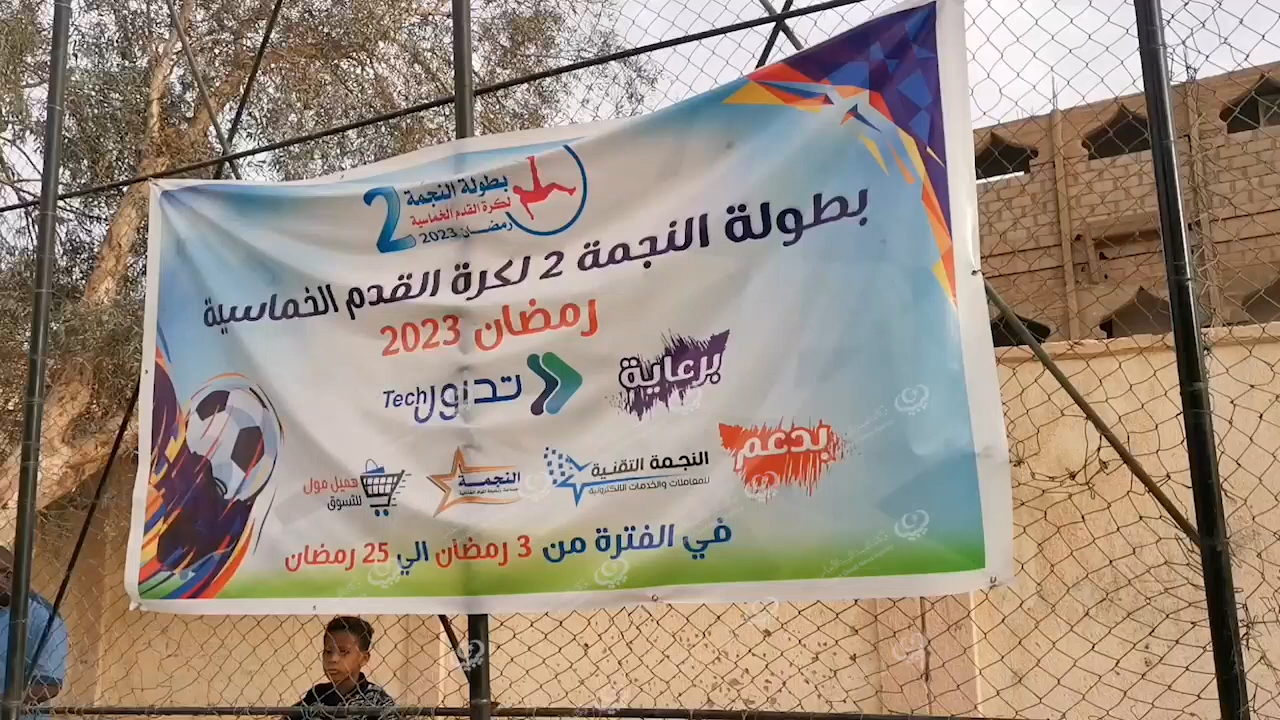 بطولة النجمة 2
لكرة القدم الخماسية
رمضان 2023
بطولة النجمة 2 لكرة القدم الخماسية
رمضان 2023
برعاية
تداول Tech
بدعم
النجمة التقنية
للمعاملات والخدمات الالكترونية
النجمة
هميل مول
للتسوق
في الفترة من 3 رمضان الي 25 رمضان